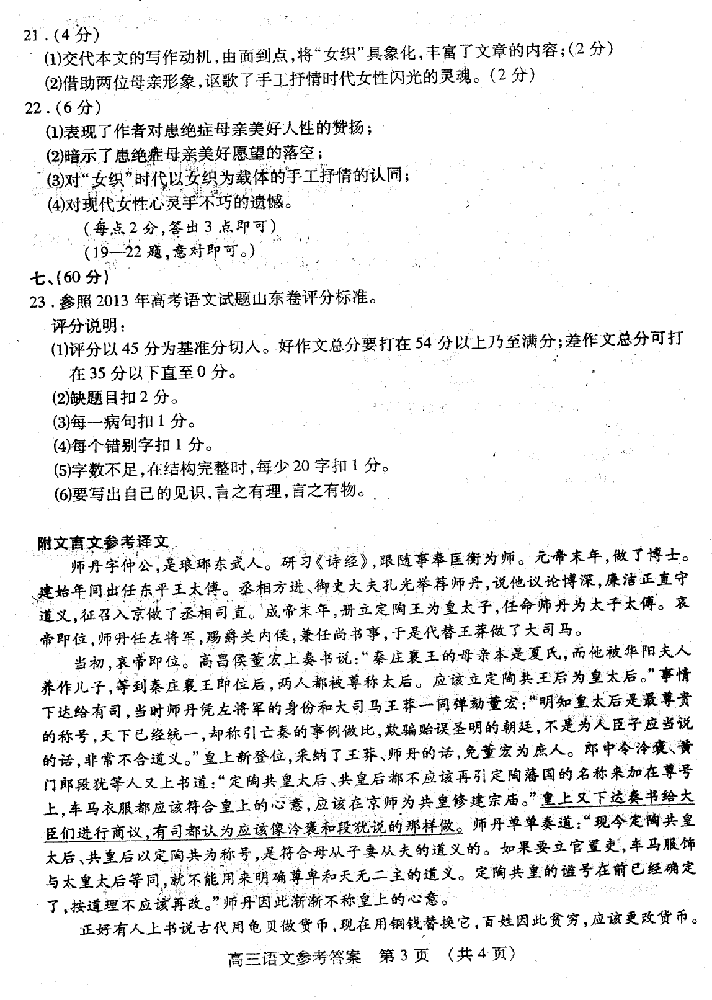 21.(4分)
(1)交代本文的写作动机,由面到点,将“女织”具象化,丰富了文章的内容;(2分)
(2)借助两位母亲形象,讴歌了手工抒情时代女性闪光的灵魂。(2分)
22.(6分)
(1)表现了作者对患绝症母亲美好人性的赞扬;
(2)暗示了患绝症母亲美好愿望的落空;
(3)对“女织”时代以女织为载体的手工抒情的认同;
(4)对现代女性心灵手不巧的遗憾。
(每点2分,答出3点即可)
(19—22题,意对即可。)
七、(60分)
23.参照2013年高考语文试题山东卷评分标准。
评分说明:
(1)评分以45分为基准分切入。好作文总分要打在54分以上乃至满分;差作文总分可打
在35分以下直至0分。
(2)缺题目扣2分。
(3)每一病句扣1分。
(4)每个错别字扣1分。
(5)字数不足,在结构完整时,每少20字扣1分。
(6)要写出自己的见识,言之有理,言之有物。
附文言文参考译文
师丹字仲公,是琅琊东武人。研习《诗经》,跟随事奉匡衡为师。元帝末年,做了博士。
建始年间出任东平王太傅。丞相方进、御史大夫孔光举荐师丹,说他议论博深,廉洁正直守
道义,征召入京做了丞相司直。成帝末年,册立定陶王为皇太子,任命师丹为太子太傅。哀
帝即位,师丹任左将军,赐爵关内侯,兼任尚书事,于是代替王莽做了大司马。
当初,哀帝即位。高昌侯董宏上奏书说:“秦庄襄王的母亲本是夏氏,而他被华阳夫人
养作儿子,等到秦庄襄王即位后,两人都被尊称太后。应该立定陶共王后为皇太后。”事情
下达给有司,当时师丹凭左将军的身份和大司马王莽一同弹劾董宏:“明知皇太后是最尊贵
的称号,天下已经统一,却称引亡秦的事例做比,欺骗贻误圣明的朝廷,不是为人臣子应当说
的话,非常不合道义。”皇上新登位,采纳了王莽、师丹的话,免董宏为庶人。郎中令泠褒、黄
门郎段犹等人又上书道:“定陶共皇太后、共皇后都不应该再引定陶藩国的名称来加在尊号
上,车马衣服都应该符合皇上的心意,应该在京师为共皇修建宗庙。”皇上又下达奏书给大
臣们进行商议,有司都认为应该像泠褒和段犹说的那样做。师丹单单奏道:“现今定陶共皇
太后、共皇后以定陶共为称号,是符合母从子妻从夫的道义的。如果要立官置吏,车马服饰
与太皇太后等同,就不能用来明确尊卑和天无二主的道义。定陶共皇的谥号在前已经确定
了,按道理不应该再改。”师丹因此渐渐不称皇上的心意。
正好有人上书说古代用龟贝做货币,现在用铜钱替换它,百姓因此贫穷,应该更改货币。
高三语文参考答案 第3页 (共4页)